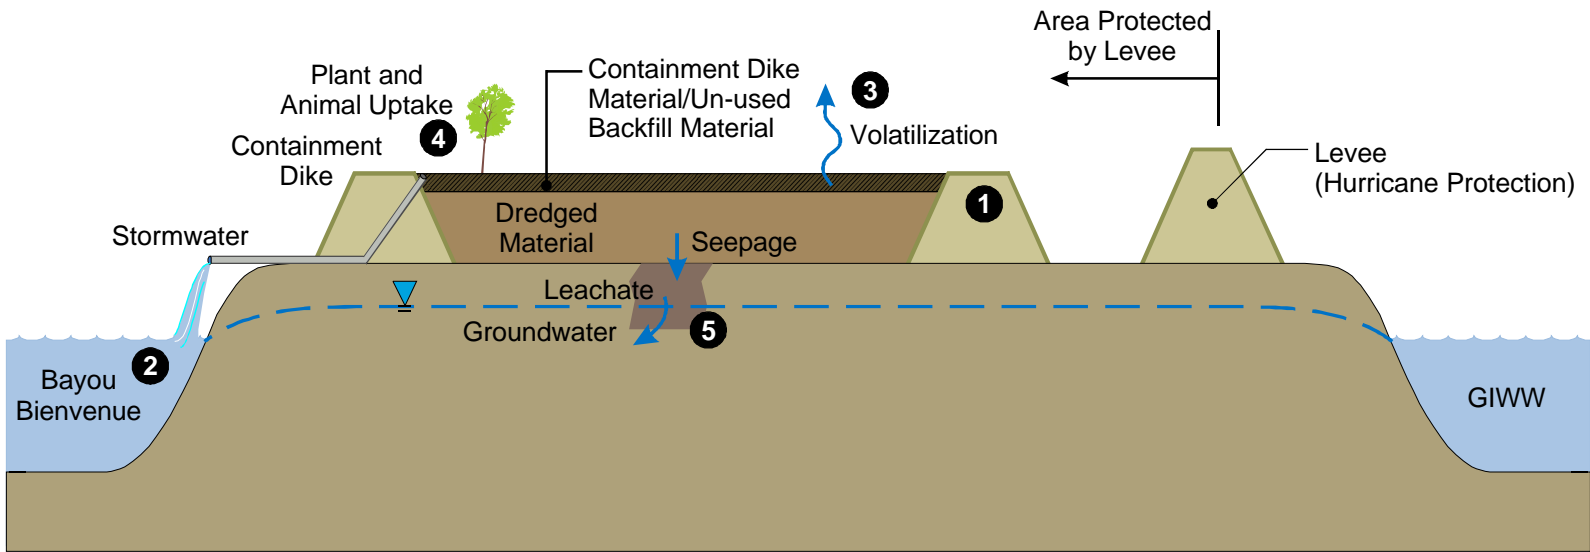 Area Protected
by Levee
Plant and
Animal Uptake
4
Containment Dike
Material/Un-used
Backfill Material
3
Volatilization
Containment
Dike
Levee
(Hurricane Protection)
1
Dredged
Material
Stormwater
Seepage
Leachate
Groundwater
5
2
Bayou
Bienvenue
GIWW